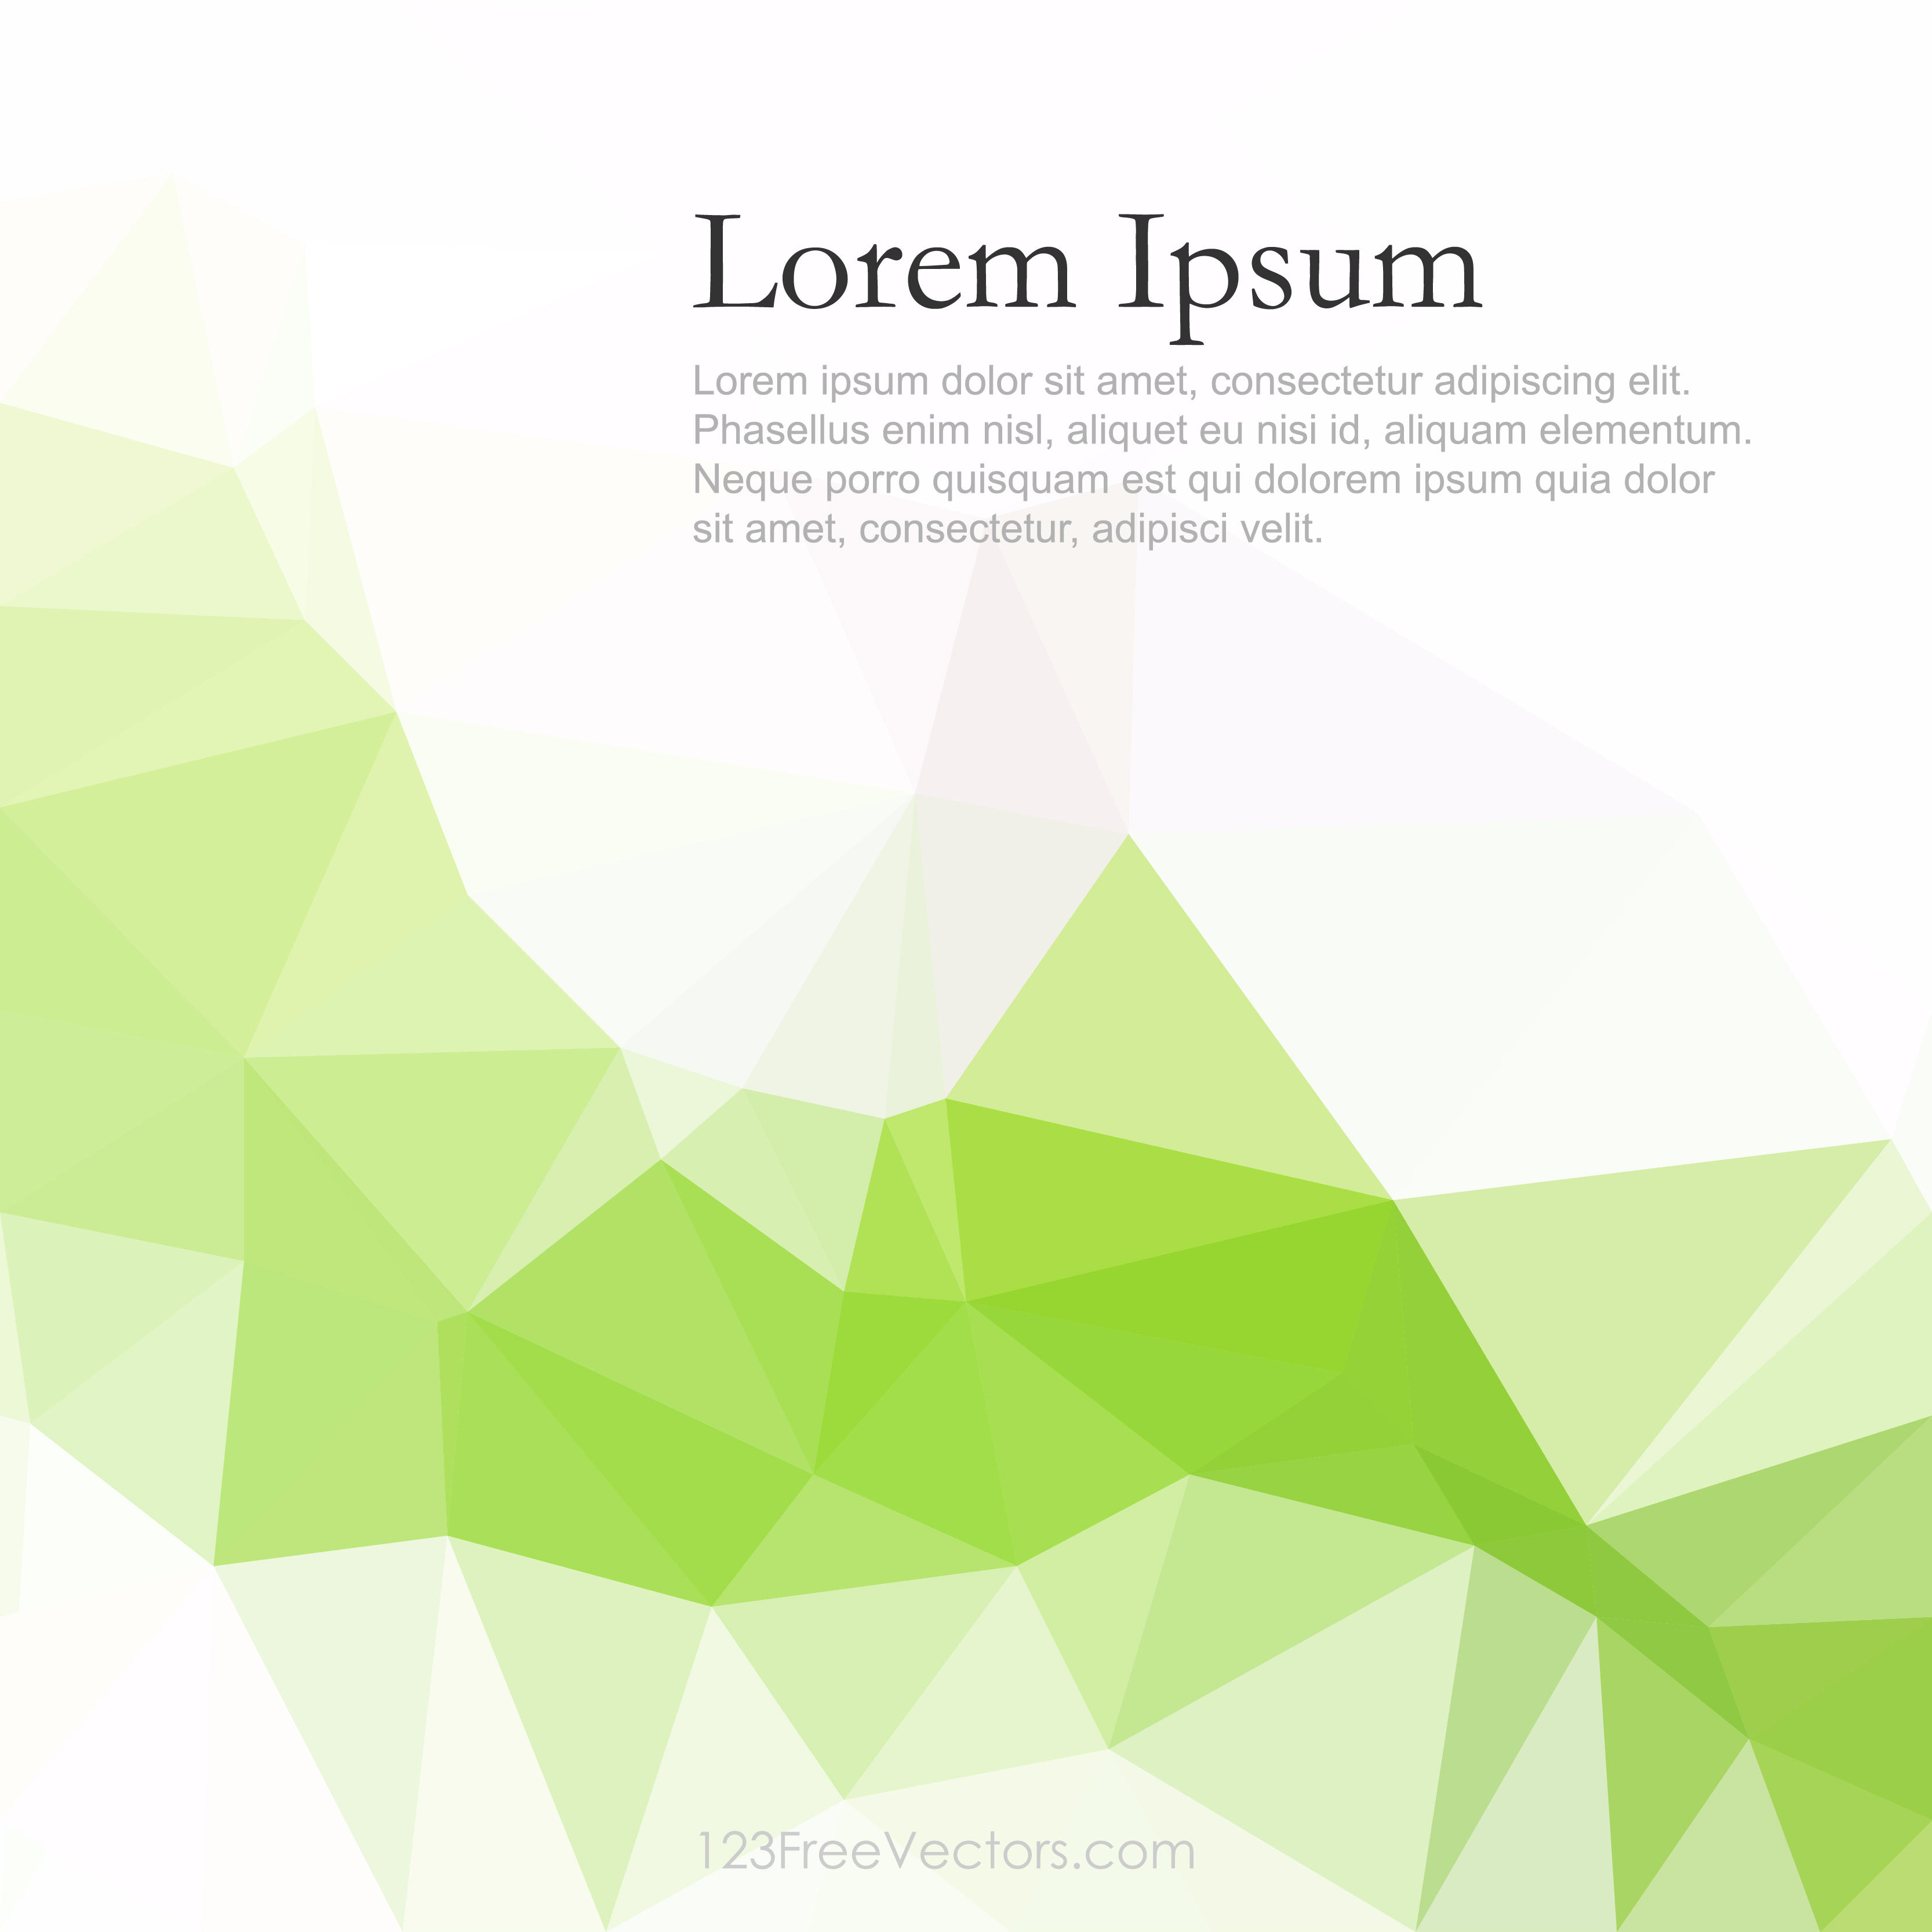 Lorem Ipsum
Lorem ipsum dolor sit amet, consectetur adipiscing elit.
Phasellus enim nisl, aliquet eu nisi id, aliquam elementum.
Neque porro quisquam est qui dolorem ipsum quia dolor
sit amet, consectetur, adipisci velit.
123FreeVectors.com